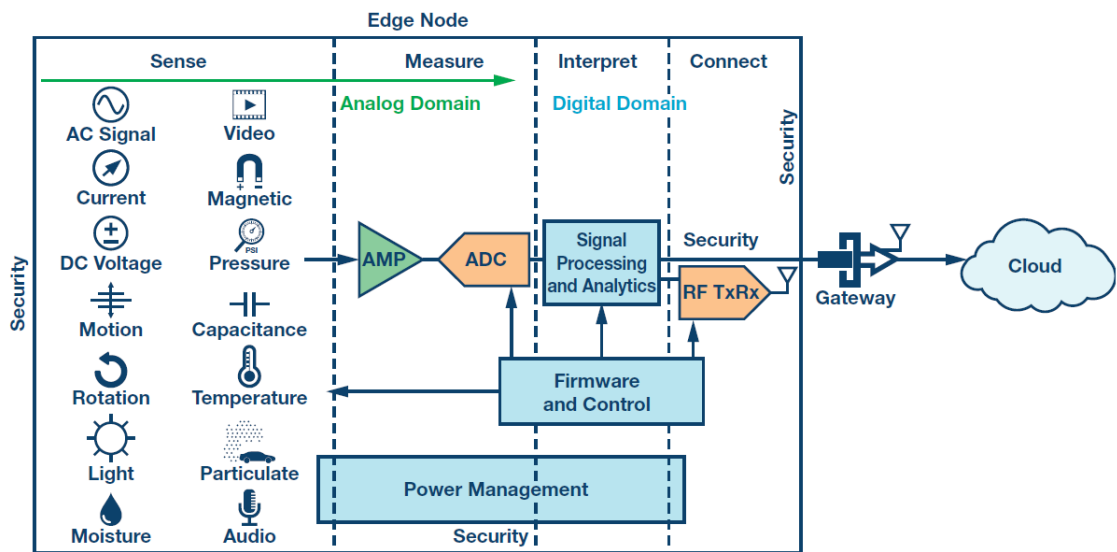 Edge Node
Sense
Measure
Interpret
Connect
Analog Domain
Digital Domain
AC Signal
Video
Current
Magnetic
+ −
DC Voltage
PSI
Pressure
Motion
Capacitance
Rotation
Temperature
Light
Particulate
Moisture
Audio
Security
AMP
ADC
Signal
Processing
and Analytics
Security
RF TxRx
Security
Gateway
Cloud
Firmware
and Control
Power Management
Security